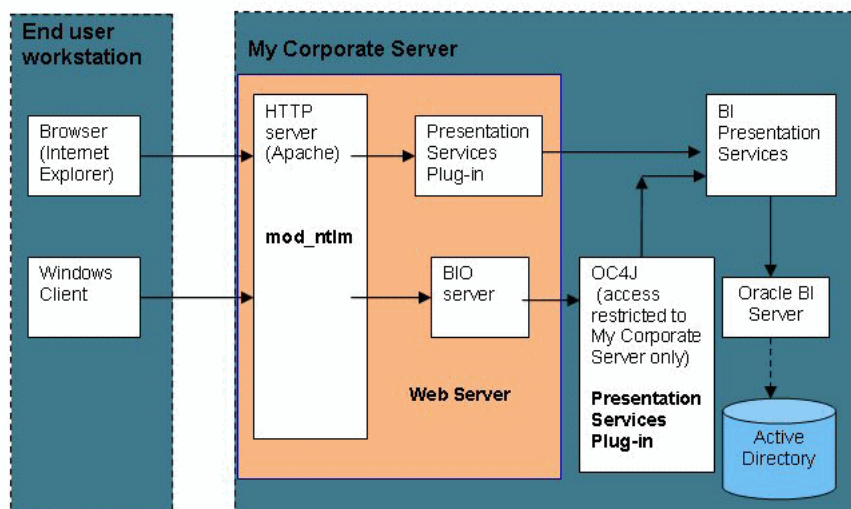 End user
workstation
My Corporate Server
Browser
(Internet
Explorer)
HTTP
server
(Apache)
mod_ntlm
Presentation
Services
Plug-in
BI
Presentation
Services
Windows
Client
BIO
server
OC4J
(access
restricted to
My Corporate
Server only)
Presentation
Services
Plug-in
Oracle BI
Server
Web Server
Active
Directory